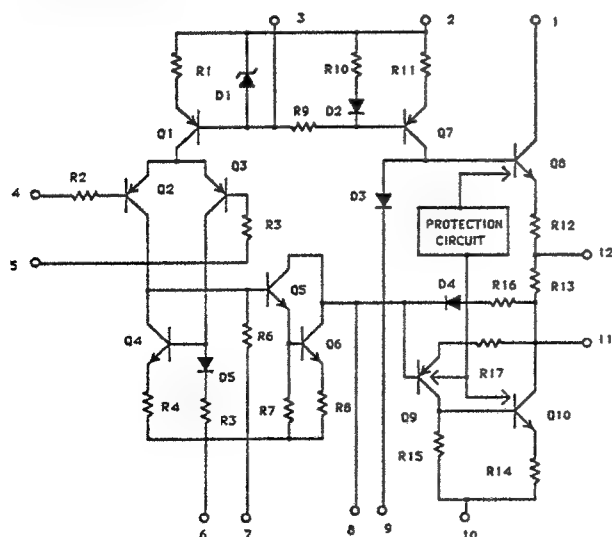 3 2 1
R1 D1 R10 R11
D2
R9
Q1 Q7
Q3 Q8
R2 Q2 D3
4
PROTECTION
CIRCUIT
R3 R12
12
5
D4 R16 R13
Q5
Q4 R6 Q6 11
D5 R17
R4 R3 R7 R8 Q9 Q10
R15
R14
6 7 8 9 10